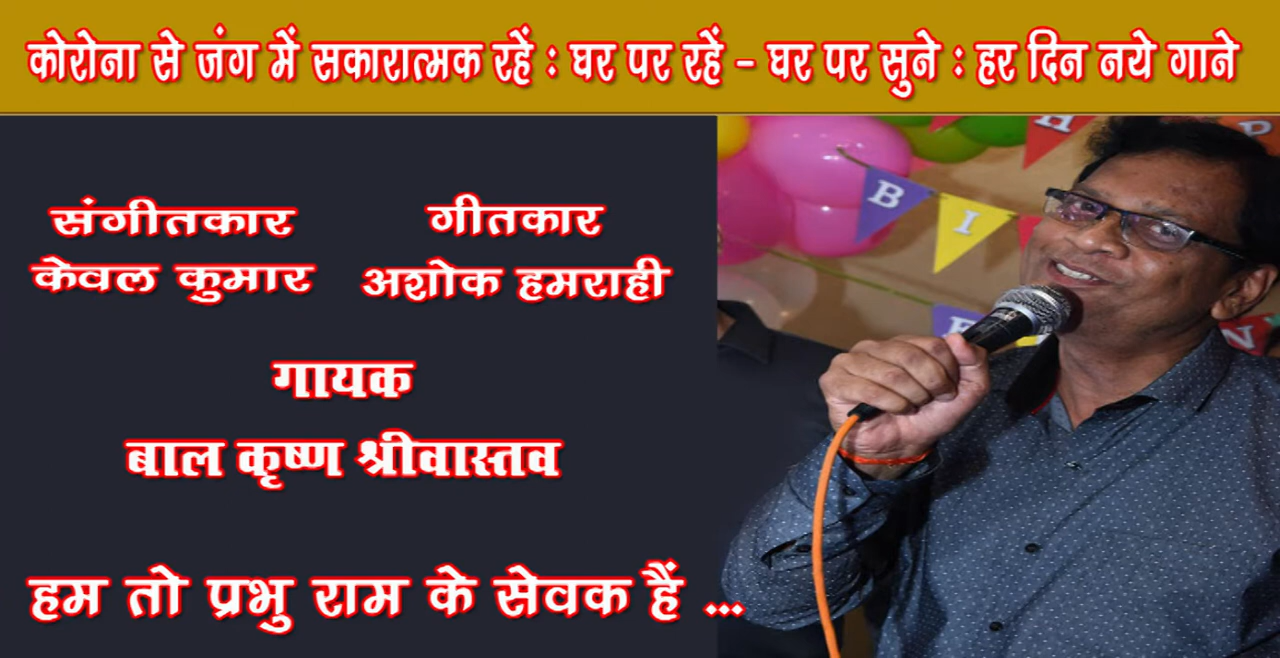 कोरोना से जंग में सकारात्मक रहें : घर पर रहें - घर पर सुने : हर दिन नये गाने
संगीतकार
केवल कुमार
गीतकार
अशोक हमराही
गायक
बाल कृष्ण श्रीवास्तव
हम तो प्रभु राम के सेवक हैं ...
H
B I
N